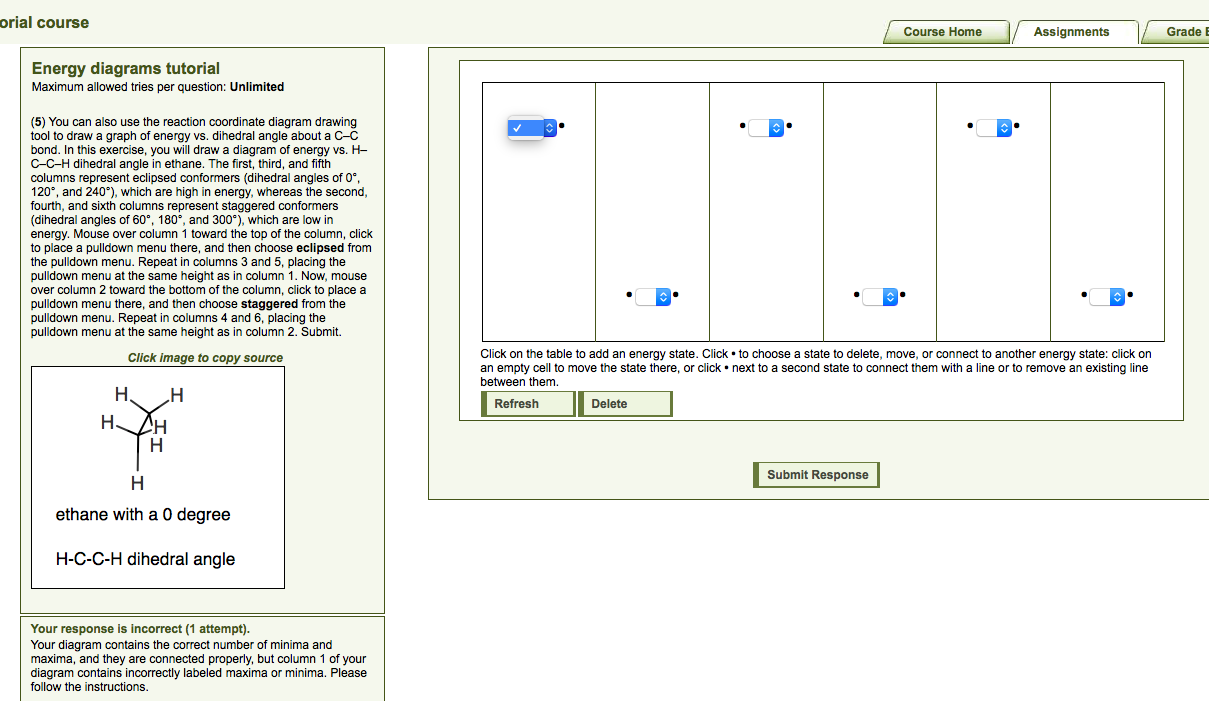 orial course
Course Home
Assignments
Grade
Energy diagrams tutorial
Maximum allowed tries per question: Unlimited
(5) You can also use the reaction coordinate diagram drawing
tool to draw a graph of energy vs. dihedral angle about a C–C
bond. In this exercise, you will draw a diagram of energy vs. H–
C–C–H dihedral angle in ethane. The first, third, and fifth
columns represent eclipsed conformers (dihedral angles of 0°,
120°, and 240°), which are high in energy, whereas the second,
fourth, and sixth columns represent staggered conformers
(dihedral angles of 60°, 180°, and 300°), which are low in
energy. Mouse over column 1 toward the top of the column, click
to place a pulldown menu there, and then choose eclipsed from
the pulldown menu. Repeat in columns 3 and 5, placing the
pulldown menu at the same height as in column 1. Now, mouse
over column 2 toward the bottom of the column, click to place a
pulldown menu there, and then choose staggered from the
pulldown menu. Repeat in columns 4 and 6, placing the
pulldown menu at the same height as in column 2. Submit.
Click image to copy source
H H
H H
H
H
ethane with a 0 degree
H-C-C-H dihedral angle
Your response is incorrect (1 attempt).
Your diagram contains the correct number of minima and
maxima, and they are connected properly, but column 1 of your
diagram contains incorrectly labeled maxima or minima. Please
follow the instructions.
Click on the table to add an energy state. Click • to choose a state to delete, move, or connect to another energy state: click on
an empty cell to move the state there, or click • next to a second state to connect them with a line or to remove an existing line
between them.
Refresh
Delete
Submit Response